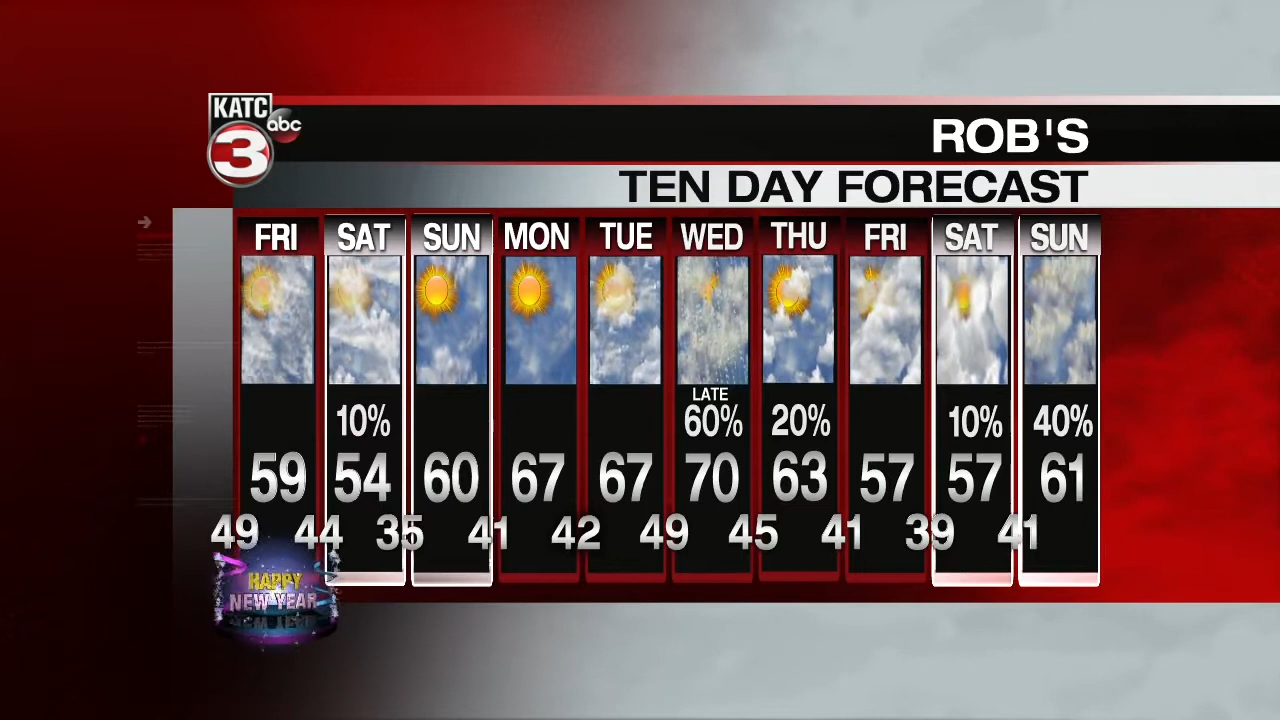 KATC
abc
3
ROB'S
TEN DAY FORECAST
FRI SAT SUN MON TUE WED THU FRI SAT SUN
LATE
10% 60% 20% 10% 40%
59 54 60 67 67 70 63 57 57 61
49 44 35 41 42 49 45 41 39 41
HAPPY
NEW YEAR